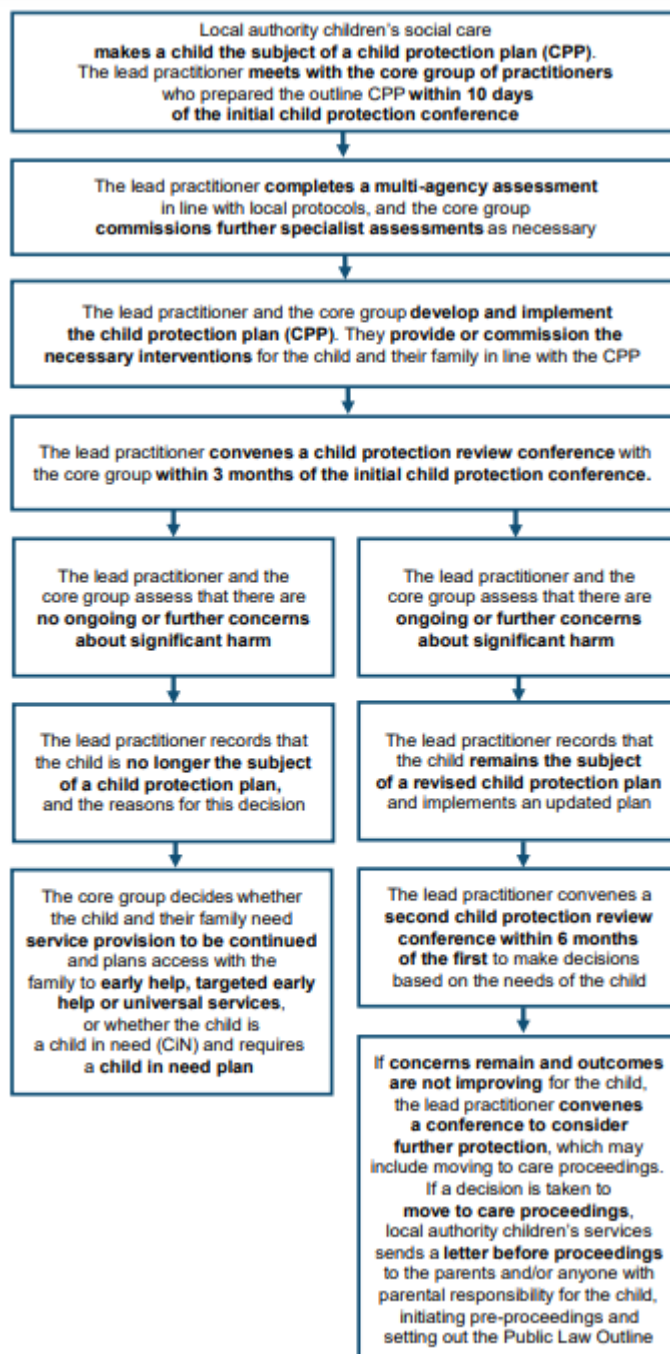 Local authority children's social care
makes a child the subject of a child protection plan (CPP).
The lead practitioner meets with the core group of practitioners
who prepared the outline CPP within 10 days
of the initial child protection conference
The lead practitioner completes a multi-agency assessment
in line with local protocols, and the core group
commissions further specialist assessments as necessary
The lead practitioner and the core group develop and implement
the child protection plan (CPP). They provide or commission the
necessary interventions for the child and their family in line with the CPP
The lead practitioner convenes a child protection review conference with
the core group within 3 months of the initial child protection conference.
The lead practitioner and the
core group assess that there are
no ongoing or further concerns
about significant harm
The lead practitioner records that
the child is no longer the subject
of a child protection plan,
and the reasons for this decision
The core group decides whether
the child and their family need
service provision to be continued
and plans access with the
family to early help, targeted early
help or universal services,
or whether the child is
a child in need (CiN) and requires
a child in need plan
The lead practitioner and the
core group assess that there are
ongoing or further concerns
about significant harm
The lead practitioner records that
the child remains the subject
of a revised child protection plan
and implements an updated plan
The lead practitioner convenes a
second child protection review
conference within 6 months
of the first to make decisions
based on the needs of the child
If concerns remain and outcomes
are not improving for the child,
the lead practitioner convenes
a conference to consider
further protection, which may
include moving to care proceedings.
If a decision is taken to
move to care proceedings,
local authority children's services
sends a letter before proceedings
to the parents and/or anyone with
parental responsibility for the child,
initiating pre-proceedings and
setting out the Public Law Outline